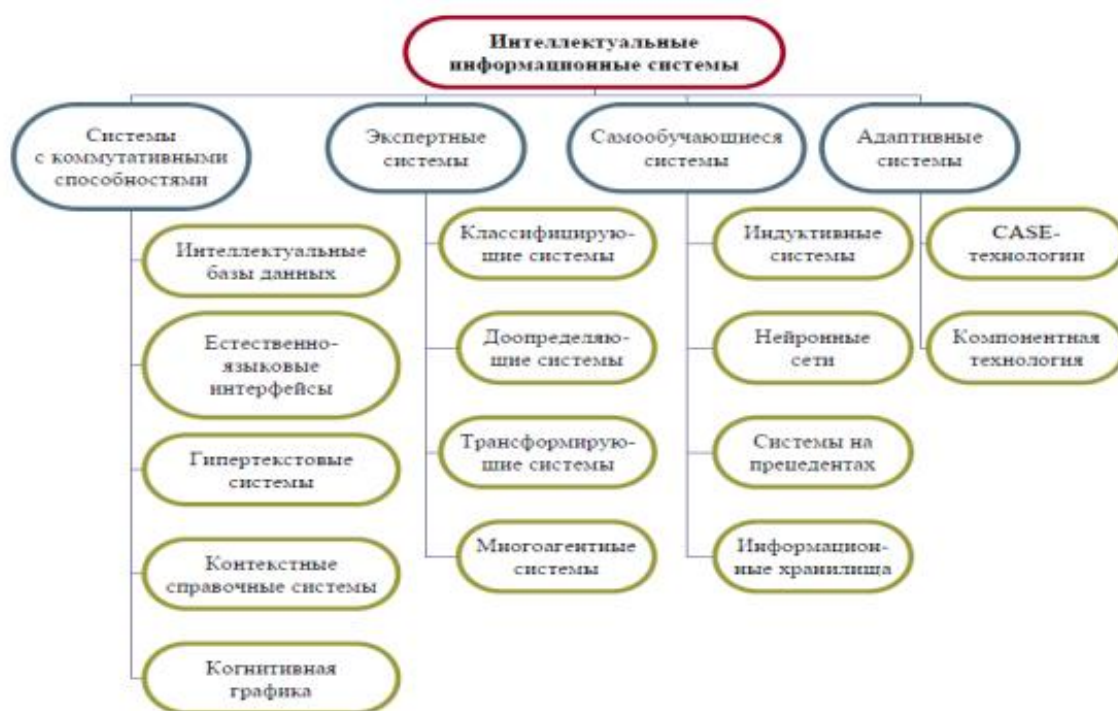 Интеллектуальные
информационные системы
Системы
с коммутативными
способностями
Экспертные
системы
Самообучающиеся
системы
Адаптивные
системы
Интеллектуальные
базы данных
Естественно-
языковые
интерфейсы
Гипертекстовые
системы
Контекстные
справочные системы
Когнитивная
графика
Классифицирую-
щие системы
Доопределяю-
щие системы
Трансформирую-
щие системы
Многоагентные
системы
Индуктивные
системы
Нейронные
сети
Системы на
прецедентах
Информацион-
ные хранилища
CASE-
технологии
Компонентная
технология